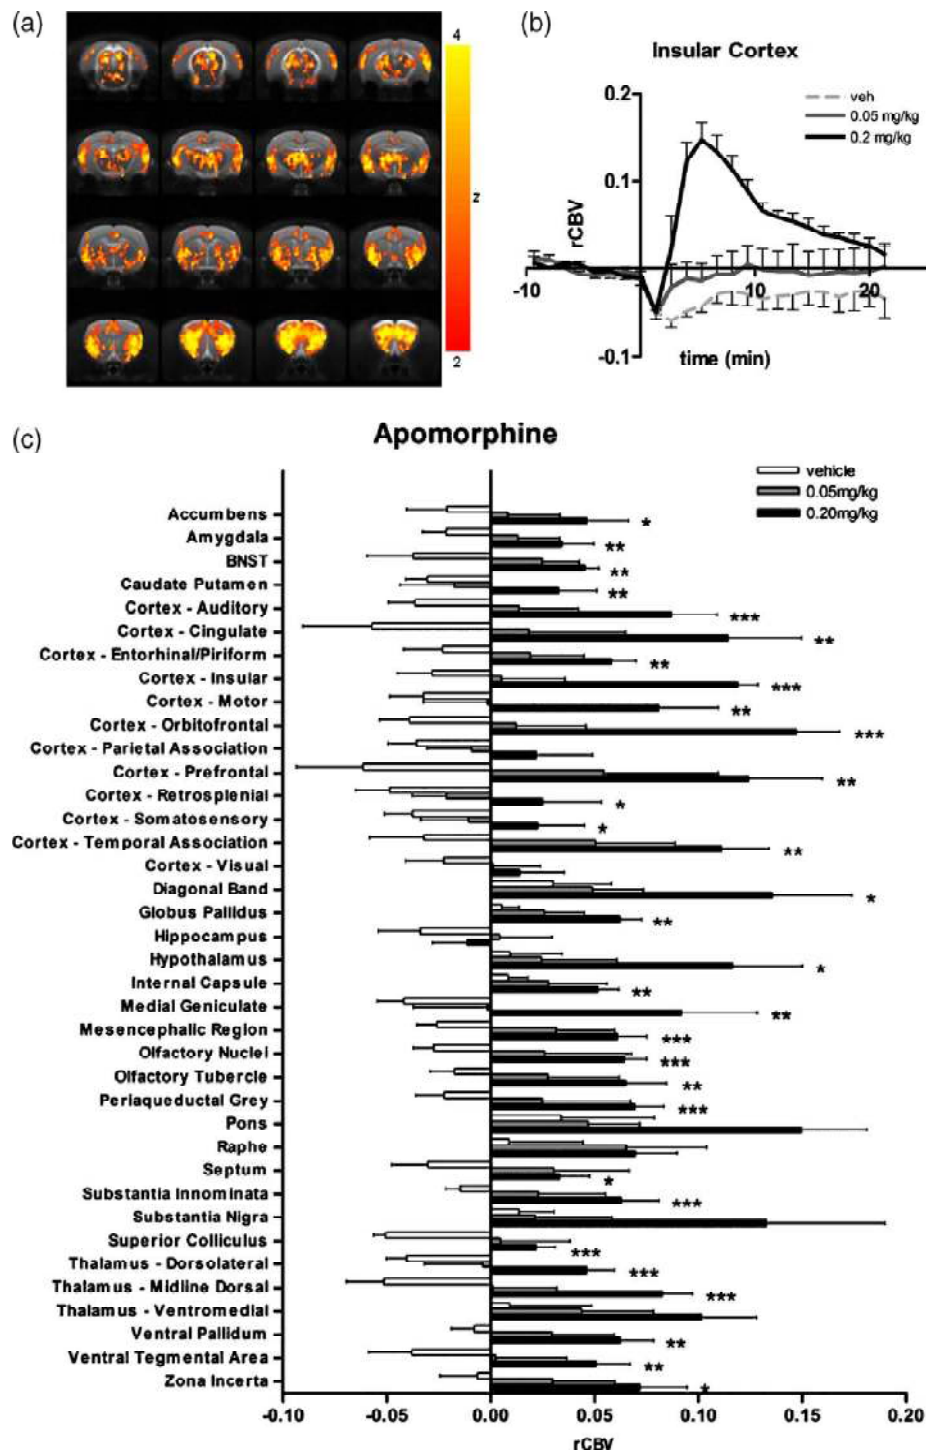 (a)
4
z
2
(b)
Insular Cortex
0.2
veh
0.05 mg/kg
0.2 mg/kg
0.1
rCBV
-10
10
20
-0.1
time (min)
(c)
Apomorphine
vehicle
0.05mg/kg
0.20mg/kg
Accumbens *
Amygdala **
BNST **
Caudate Putamen **
Cortex - Auditory ***
Cortex - Cingulate **
Cortex - Entorhinal/Piriform **
Cortex - Insular ***
Cortex - Motor **
Cortex - Orbitofrontal ***
Cortex - Parietal Association
Cortex - Prefrontal **
Cortex - Retrosplenial *
Cortex - Somatosensory *
Cortex - Temporal Association **
Cortex - Visual
Diagonal Band *
Globus Pallidus **
Hippocampus
Hypothalamus *
Internal Capsule **
Medial Geniculate **
Mesencephalic Region ***
Olfactory Nuclei ***
Olfactory Tubercle **
Periaqueductal Grey ***
Pons
Raphe
Septum *
Substantia Innominata ***
Substantia Nigra
Superior Colliculus ***
Thalamus - Dorsolateral ***
Thalamus - Midline Dorsal ***
Thalamus - Ventromedial
Ventral Pallidum **
Ventral Tegmental Area **
Zona Incerta *
-0.10 -0.05 0.00 0.05 0.10 0.15 0.20
rCBV